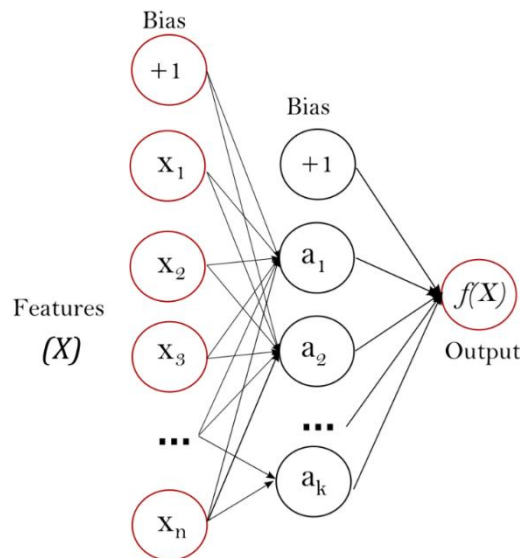 Bias
+1
Bias
x₁
+1
x₂
a₁
Features
(X)
f(X)
x₃
a₂
Output
...
...
aₖ
xₙ